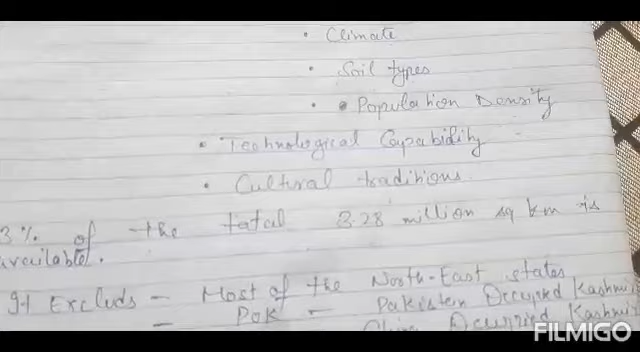 • Climate
• Soil types
• Population Density
• Technological Capability
• Cultural traditions.
3% of the total 3.28 million sq km is
available.
It Excluds - Most of the North-East states
- POK - Pakistan Occupied Kashmir
China Occupied Kashmir
FILMIGO